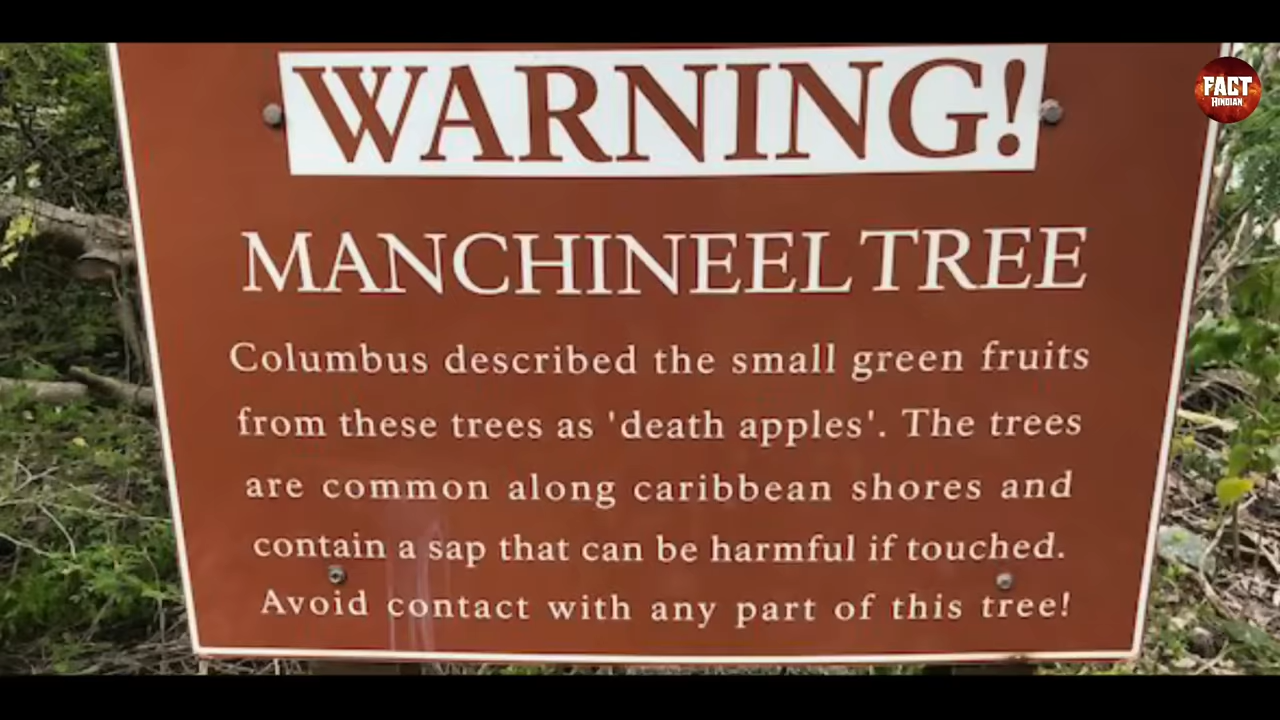 WARNING!
MANCHINEEL TREE
Columbus described the small green fruits
from these trees as 'death apples'. The trees
are common along caribbean shores and
contain a sap that can be harmful if touched.
Avoid contact with any part of this tree!
FACT
HINDIAN